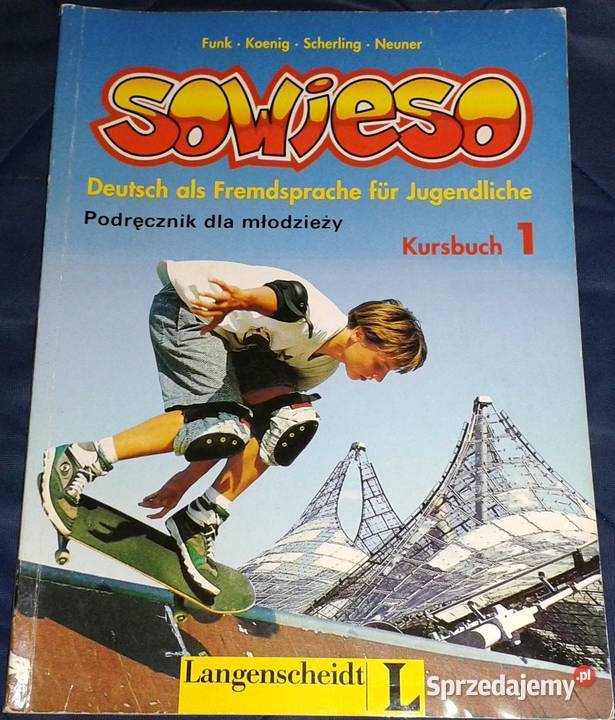 Funk · Koenig · Scherling · Neuner
sowieso
Deutsch als Fremdsprache für Jugendliche
Podręcznik dla młodzieży
Kursbuch 1
Langenscheidt L
Sprzedajemy.pl